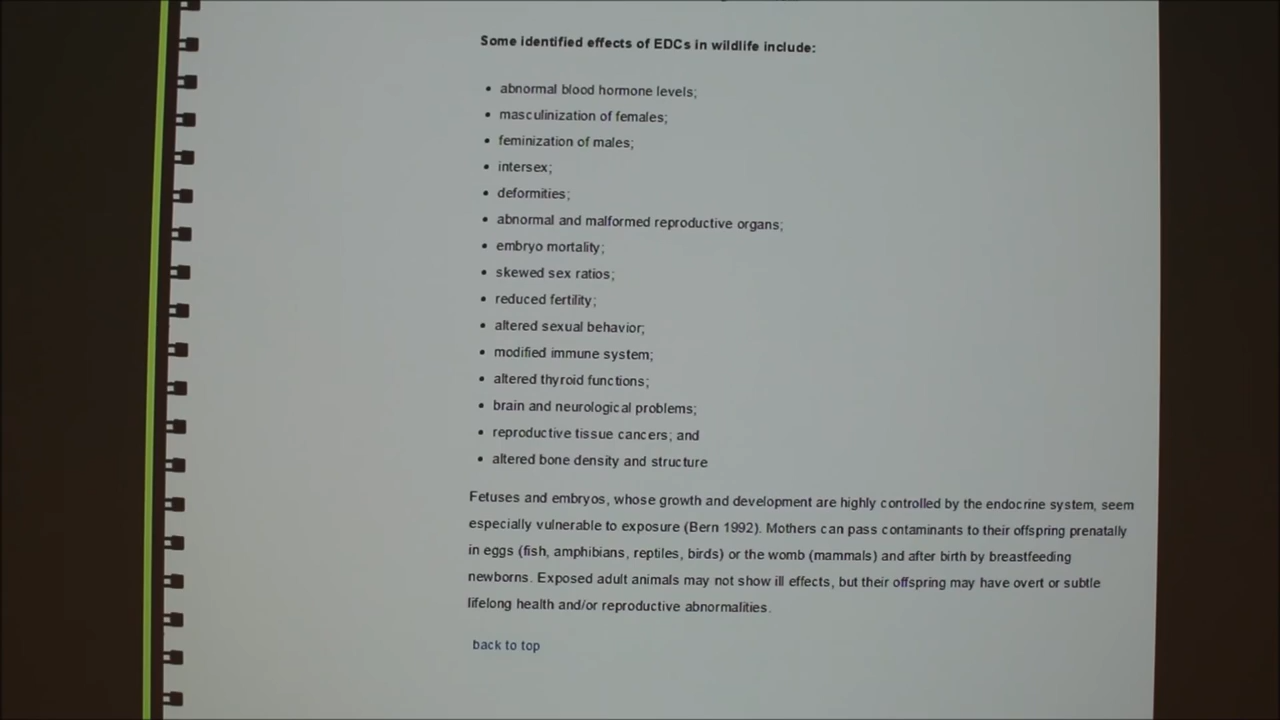 Some identified effects of EDCs in wildlife include:
• abnormal blood hormone levels;
• masculinization of females;
• feminization of males;
• intersex;
• deformities;
• abnormal and malformed reproductive organs;
• embryo mortality;
• skewed sex ratios;
• reduced fertility;
• altered sexual behavior;
• modified immune system;
• altered thyroid functions;
• brain and neurological problems;
• reproductive tissue cancers; and
• altered bone density and structure
Fetuses and embryos, whose growth and development are highly controlled by the endocrine system, seem
especially vulnerable to exposure (Bern 1992). Mothers can pass contaminants to their offspring prenatally
in eggs (fish, amphibians, reptiles, birds) or the womb (mammals) and after birth by breastfeeding
newborns. Exposed adult animals may not show ill effects, but their offspring may have overt or subtle
lifelong health and/or reproductive abnormalities.
back to top